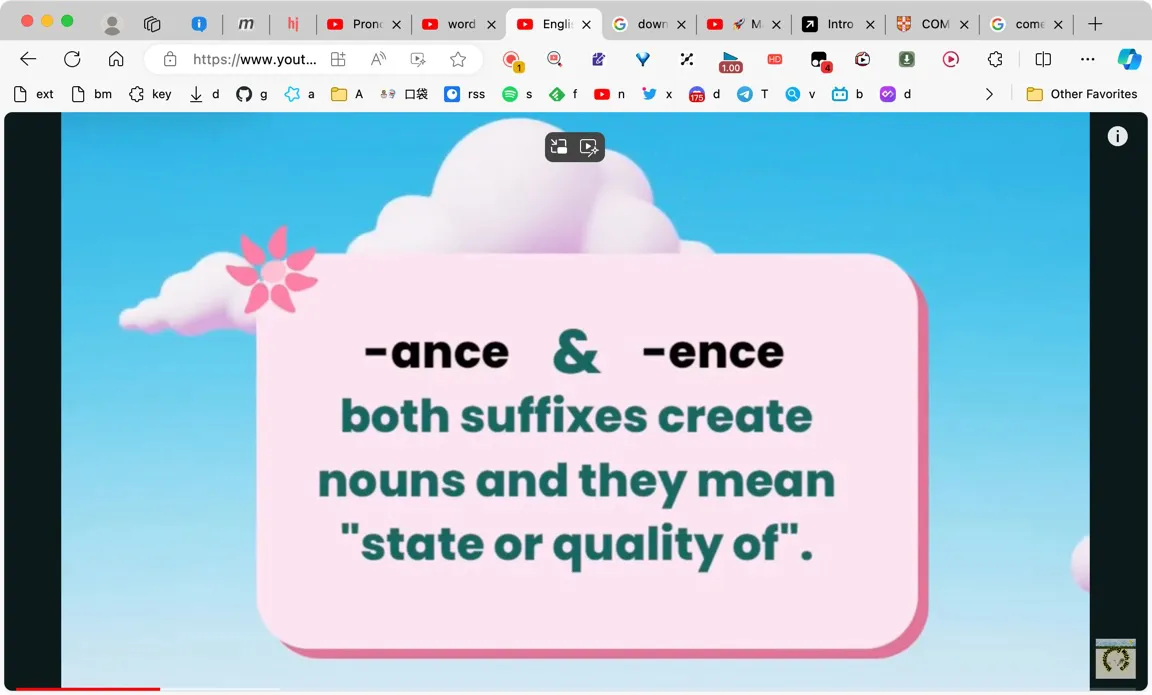 m
hj
Pronc
word
Englis
down
🚀 M
Intro
COM
come
https://www.yout...
1
1.00
HD
4
ext
bm
key
d
g
a
A
口袋
rss
s
f
n
x
175
d
T
v
b
d
Other Favorites
-ance & -ence
both suffixes create
nouns and they mean
"state or quality of".